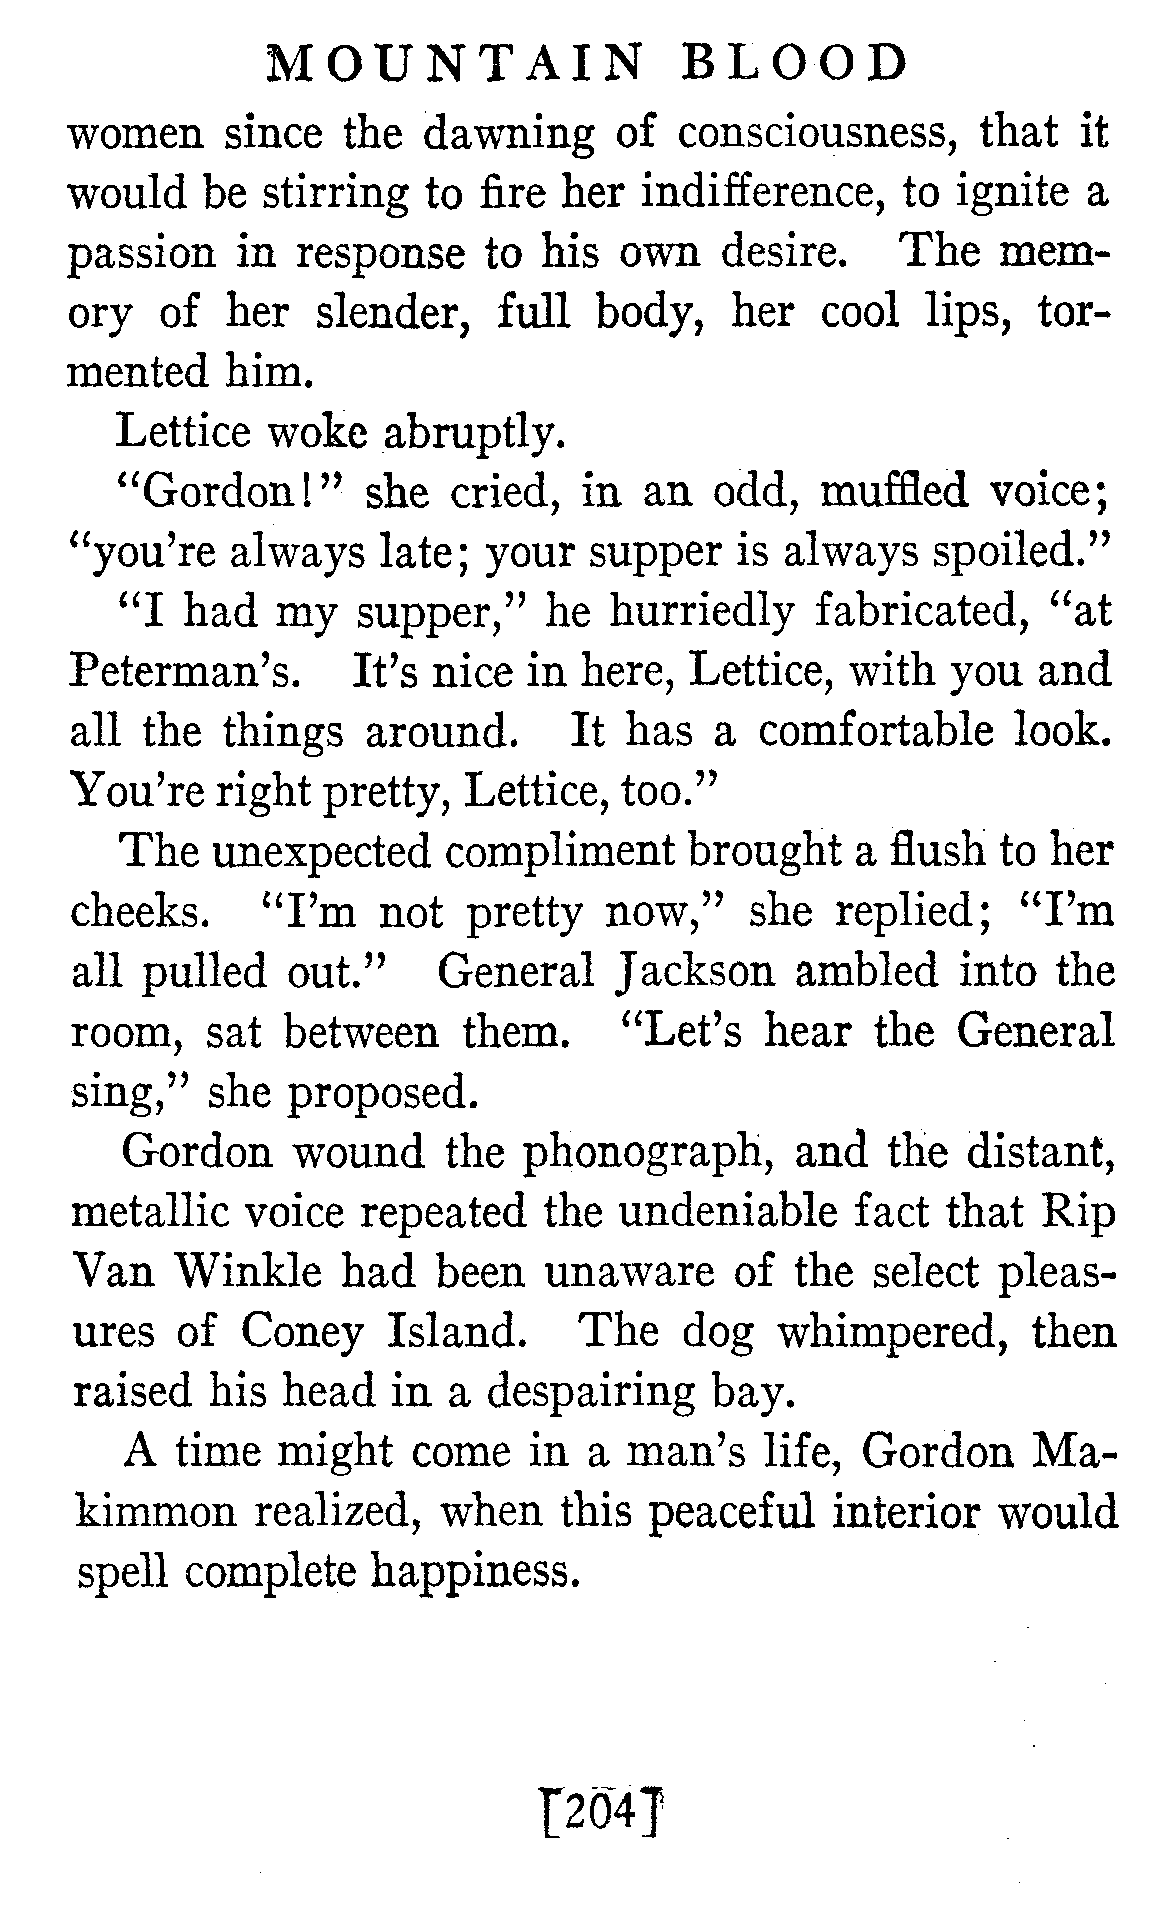 MOUNTAIN BLOOD
women since the dawning of consciousness, that it
would be stirring to fire her indifference, to ignite a
passion in response to his own desire. The mem-
ory of her slender, full body, her cool lips, tor-
mented him.
Lettice woke abruptly.
“Gordon!” she cried, in an odd, muffled voice;
“you’re always late; your supper is always spoiled.”
“I had my supper,” he hurriedly fabricated, “at
Peterman’s. It’s nice in here, Lettice, with you and
all the things around. It has a comfortable look.
You’re right pretty, Lettice, too.”
The unexpected compliment brought a flush to her
cheeks. “I’m not pretty now,” she replied; “I’m
all pulled out.” General Jackson ambled into the
room, sat between them. “Let’s hear the General
sing,” she proposed.
Gordon wound the phonograph, and the distant,
metallic voice repeated the undeniable fact that Rip
Van Winkle had been unaware of the select pleas-
ures of Coney Island. The dog whimpered, then
raised his head in a despairing bay.
A time might come in a man’s life, Gordon Ma-
kimmon realized, when this peaceful interior would
spell complete happiness.
[204]